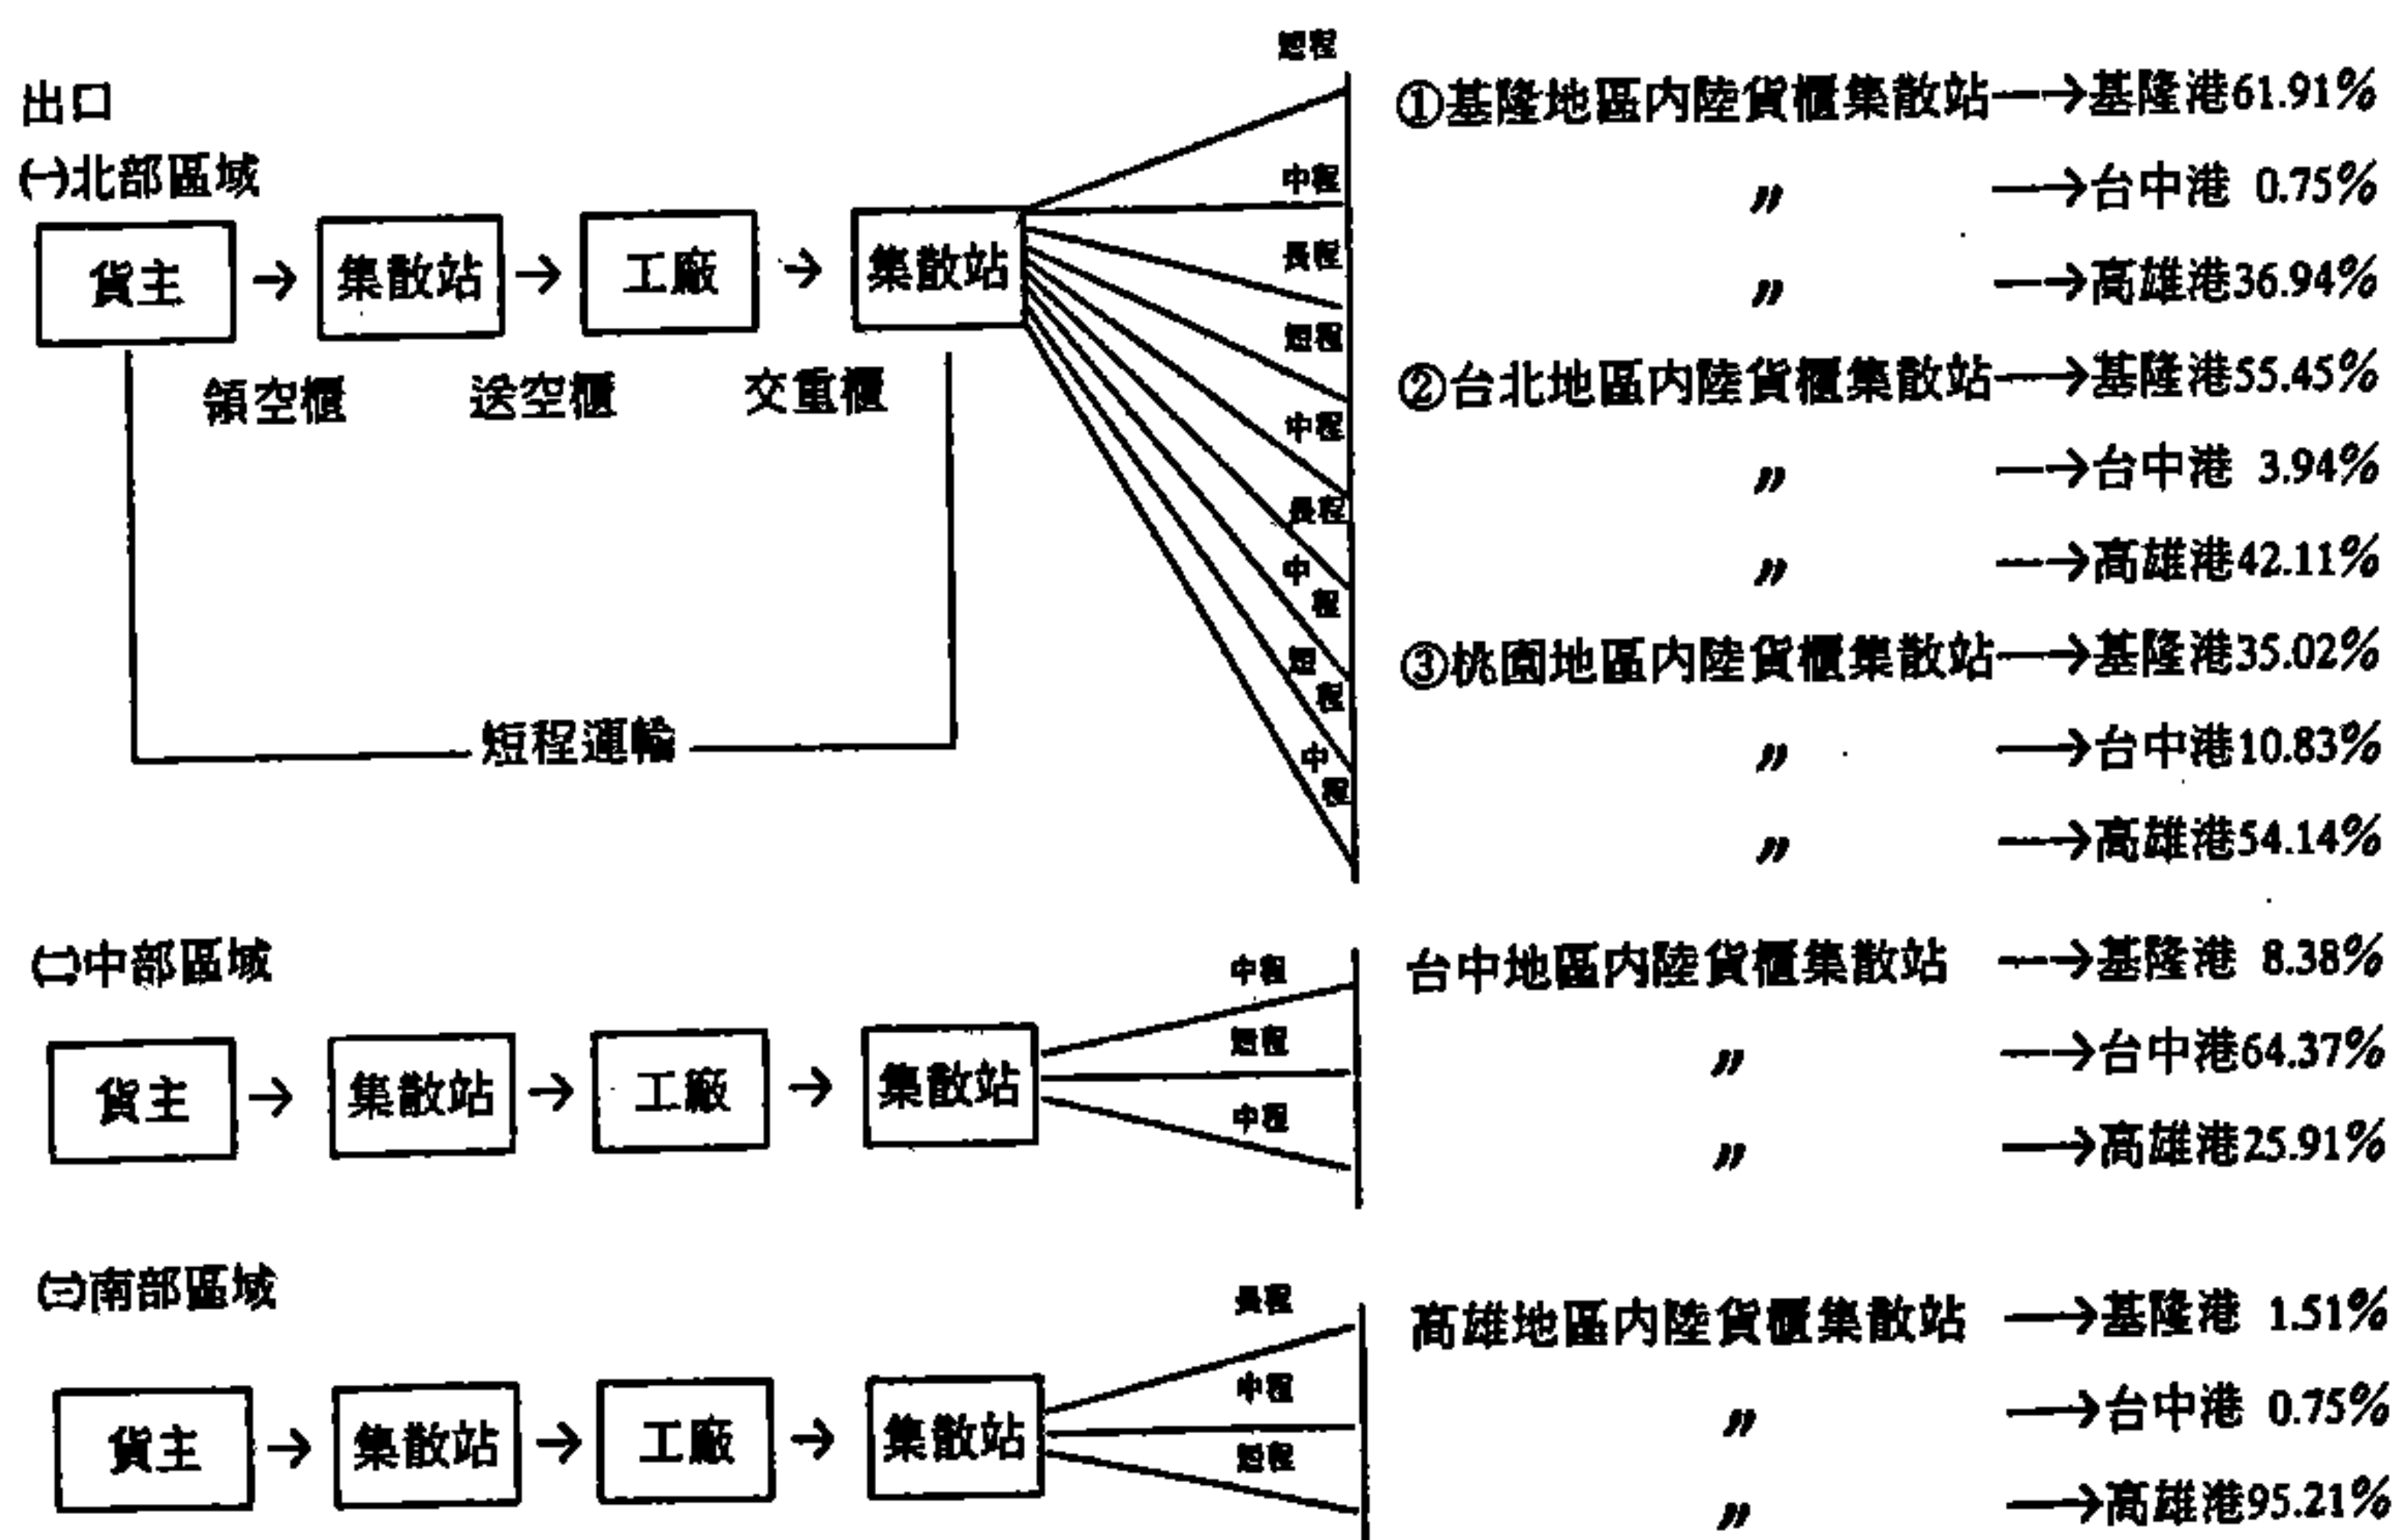 出口
㈠北部區域
貨主 → 集散站 → 工廠 → 集散站
領空櫃 送空櫃 交重櫃
短程運輸
短程
中程
長程
短程
中程
長程
中程
短程
中程
①基隆地區內陸貨櫃集散站→基隆港61.91%
〃 →台中港 0.75%
〃 →高雄港36.94%
②台北地區內陸貨櫃集散站→基隆港55.45%
〃 →台中港 3.94%
〃 →高雄港42.11%
③桃園地區內陸貨櫃集散站→基隆港35.02%
〃 →台中港10.83%
〃 →高雄港54.14%
㈡中部區域
貨主 → 集散站 → 工廠 → 集散站
中程
短程
中程
台中地區內陸貨櫃集散站 →基隆港 8.38%
〃 →台中港64.37%
〃 →高雄港25.91%
㈢南部區域
貨主 → 集散站 → 工廠 → 集散站
長程
中程
短程
高雄地區內陸貨櫃集散站 →基隆港 1.51%
〃 →台中港 0.75%
〃 →高雄港95.21%